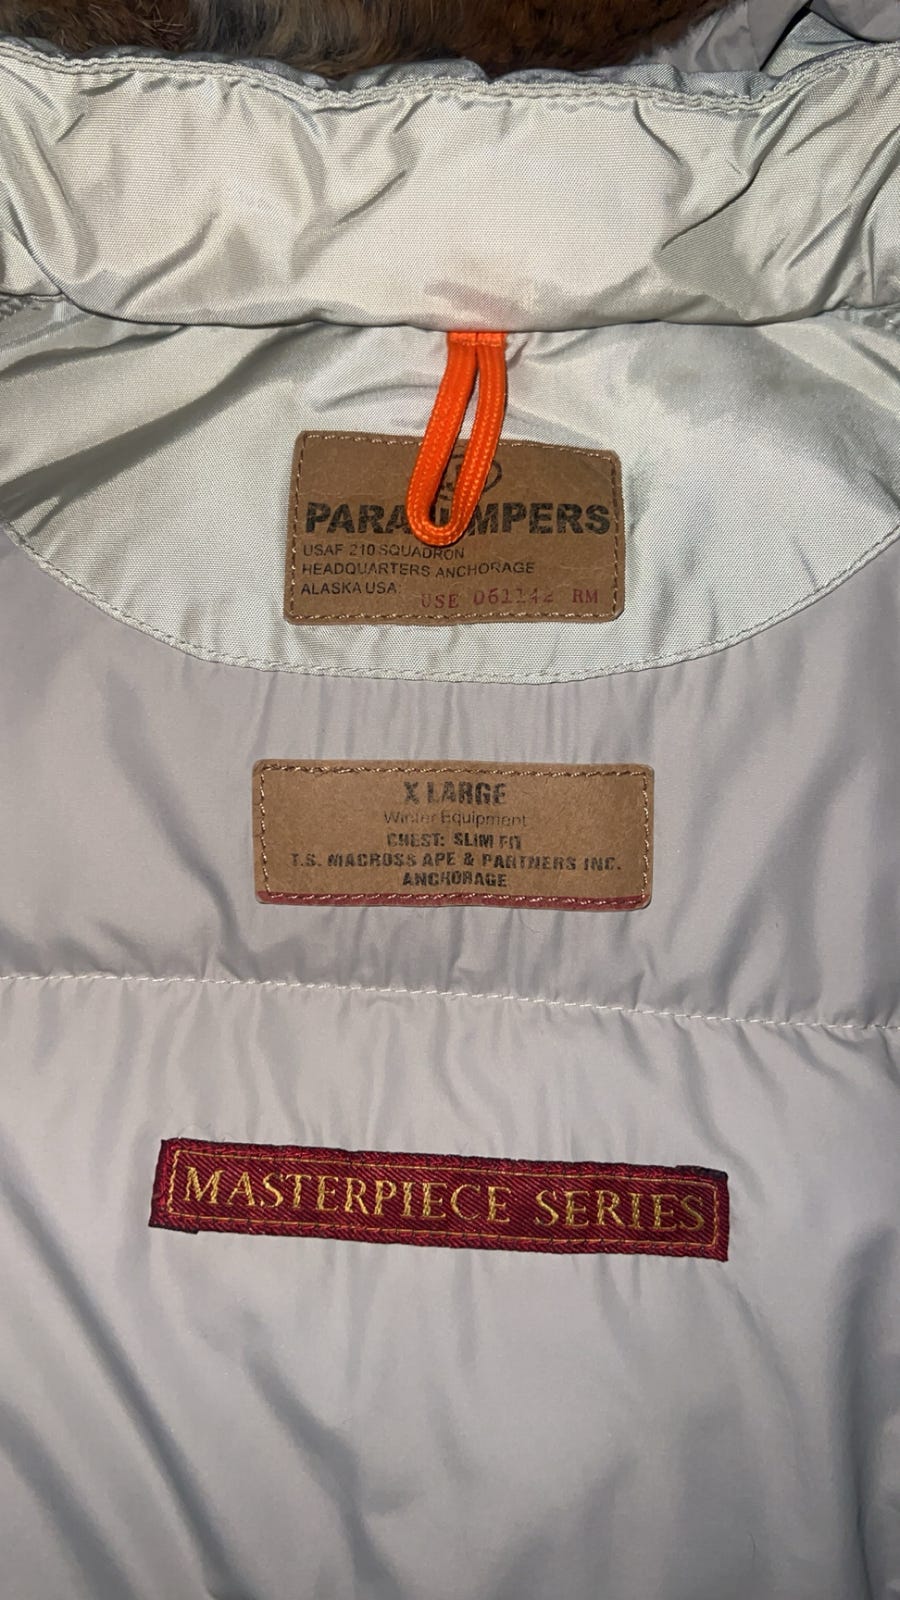 PARAJUMPERS
USAF 210 SQUADRON
HEADQUARTERS ANCHORAGE
ALASKA USA: USE 061142 RM
X LARGE
Winter Equipment
CHEST: SLIM FIT
T.S. MACROSS APE & PARTNERS INC.
ANCHORAGE
MASTERPIECE SERIES